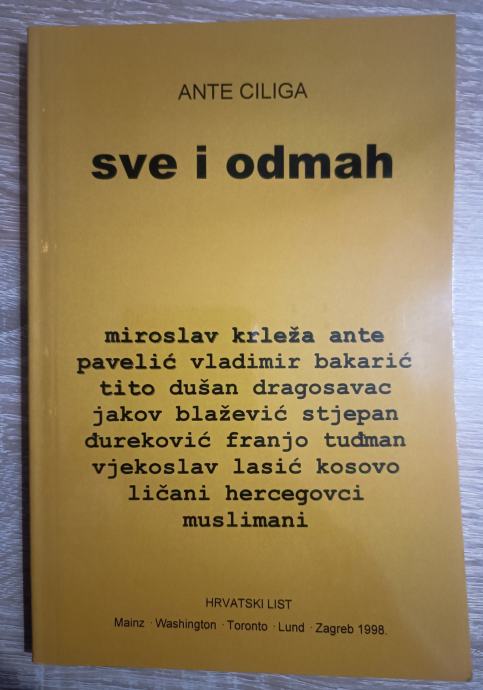 ANTE CILIGA
sve i odmah
miroslav krleža ante
pavelić vladimir bakarić
tito dušan dragosavac
jakov blažević stjepan
đureković franjo tuđman
vjekoslav lasić kosovo
ličani hercegovci
muslimani
HRVATSKI LIST
Mainz · Washington · Toronto · Lund · Zagreb 1998.